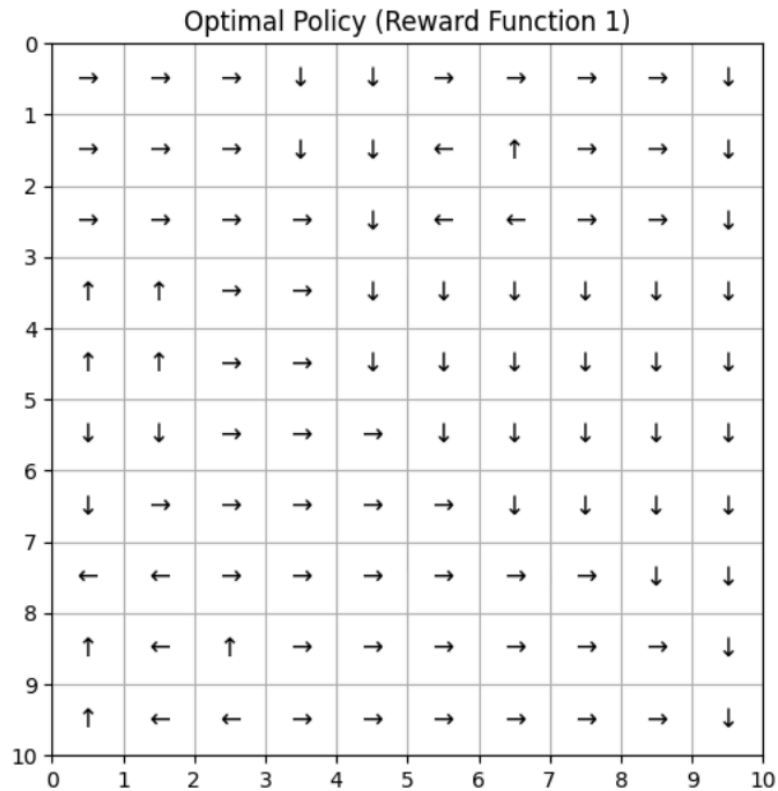 Optimal Policy (Reward Function 1)
0
→ → → ↓ ↓ → → → → ↓
1
→ → → ↓ ↓ ← ↑ → → ↓
2
→ → → → ↓ ← ← → → ↓
3
↑ ↑ → → ↓ ↓ ↓ ↓ ↓ ↓
4
↑ ↑ → → ↓ ↓ ↓ ↓ ↓ ↓
5
↓ ↓ → → → ↓ ↓ ↓ ↓ ↓
6
↓ → → → → → ↓ ↓ ↓ ↓
7
← ← → → → → → → ↓ ↓
8
↑ ← ↑ → → → → → → ↓
9
↑ ← ← → → → → → → ↓
10
0 1 2 3 4 5 6 7 8 9 10